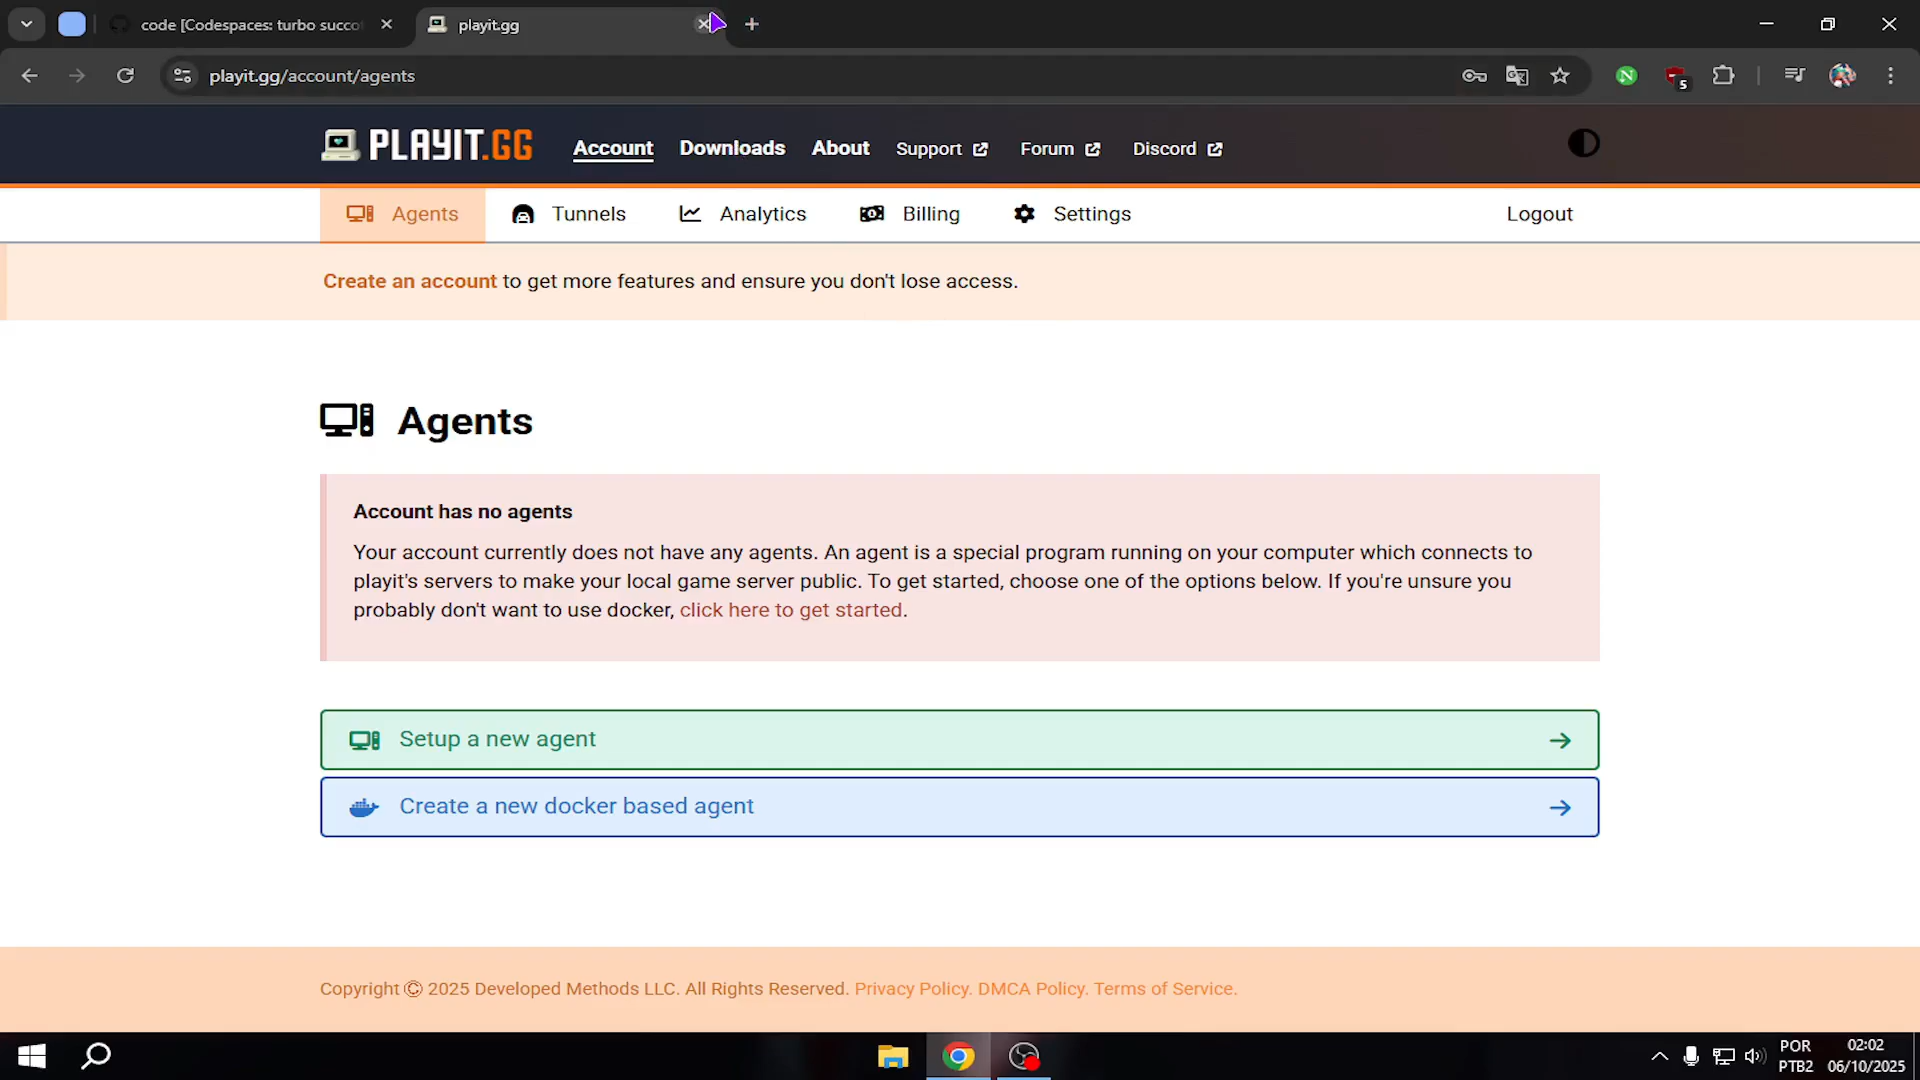 code [Codespaces: turbo succo
playit.gg
playit.gg/account/agents
N
5
PLAYIT.GG
Account
Downloads
About
Support
Forum
Discord
Agents
Tunnels
Analytics
Billing
Settings
Logout
Create an account to get more features and ensure you don't lose access.
Agents
Account has no agents
Your account currently does not have any agents. An agent is a special program running on your computer which connects to
playit's servers to make your local game server public. To get started, choose one of the options below. If you're unsure you
probably don't want to use docker, click here to get started.
Setup a new agent
Create a new docker based agent
Copyright © 2025 Developed Methods LLC. All Rights Reserved. Privacy Policy. DMCA Policy. Terms of Service.
POR
PTB2
02:02
06/10/2025